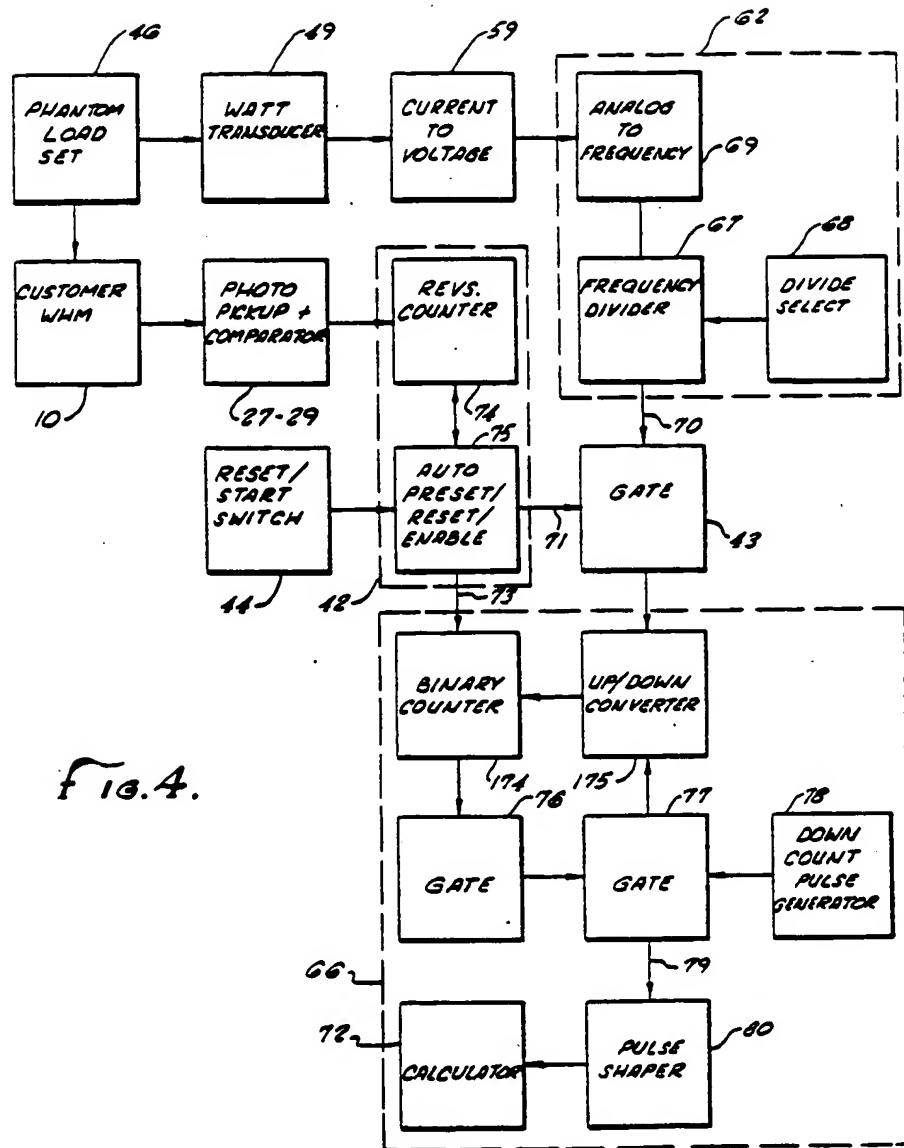 46
49
59
62
PHANTOM
LOAD
SET
WATT
TRANSDUCER
CURRENT
TO
VOLTAGE
ANALOG
TO
FREQUENCY
69
67
68
CUSTOMER
WHM
PHOTO
PICKUP +
COMPARATOR
REVS.
COUNTER
FREQUENCY
DIVIDER
DIVIDE
SELECT
10
27-29
74
75
70
RESET/
START
SWITCH
AUTO
PRESET/
RESET/
ENABLE
71
GATE
43
44
42
73
BINARY
COUNTER
UP/DOWN
CONVERTER
174
175
76
77
78
GATE
GATE
DOWN
COUNT
PULSE
GENERATOR
79
66
72
80
CALCULATOR
PULSE
SHAPER
FIG.4.